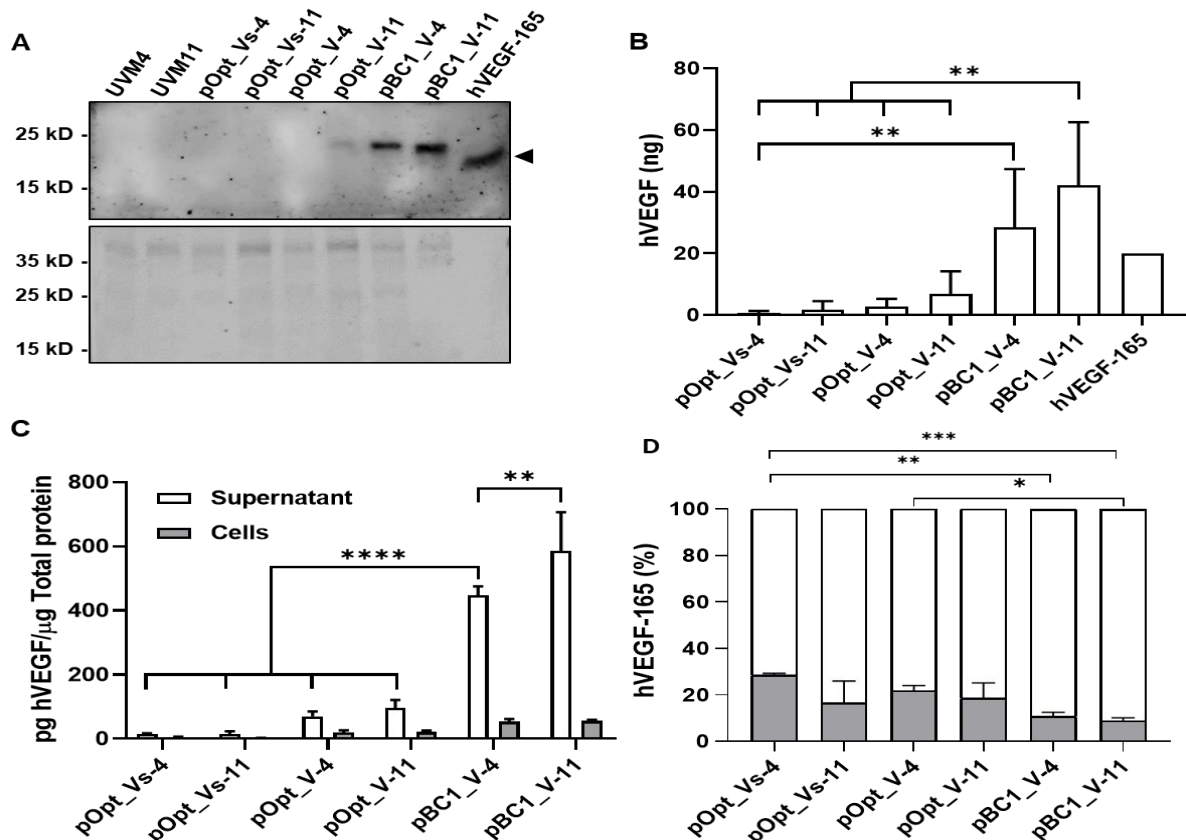 A
UVM4
UVM11
pOpt_Vs-4
pOpt_Vs-11
pOpt_V-4
pOpt_V-11
pBC1_V-4
pBC1_V-11
hVEGF-165
25 kD -
15 kD -
35 kD -
25 kD -
15 kD -
B
hVEGF (ng)
80
60
40
20
0
**
**
pOpt_Vs-4
pOpt_Vs-11
pOpt_V-4
pOpt_V-11
pBC1_V-4
pBC1_V-11
hVEGF-165
C
pg hVEGF/μg Total protein
800
600
400
200
0
Supernatant
Cells
****
**
pOpt_Vs-4
pOpt_Vs-11
pOpt_V-4
pOpt_V-11
pBC1_V-4
pBC1_V-11
D
hVEGF-165 (%)
100
80
60
40
20
0
***
**
*
pOpt_Vs-4
pOpt_Vs-11
pOpt_V-4
pOpt_V-11
pBC1_V-4
pBC1_V-11